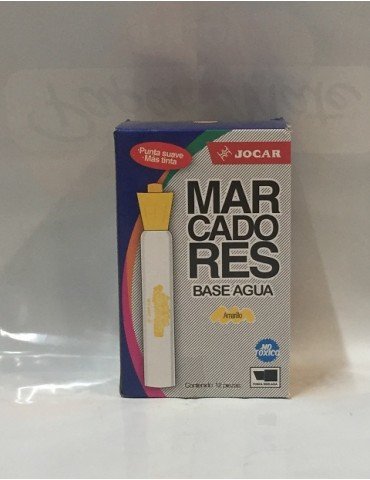 Punta suave
·Más tinta
JOCAR
MAR
CADO
RES
BASE AGUA
Amarillo
NO
TÓXICO
Contenido: 12 piezas.